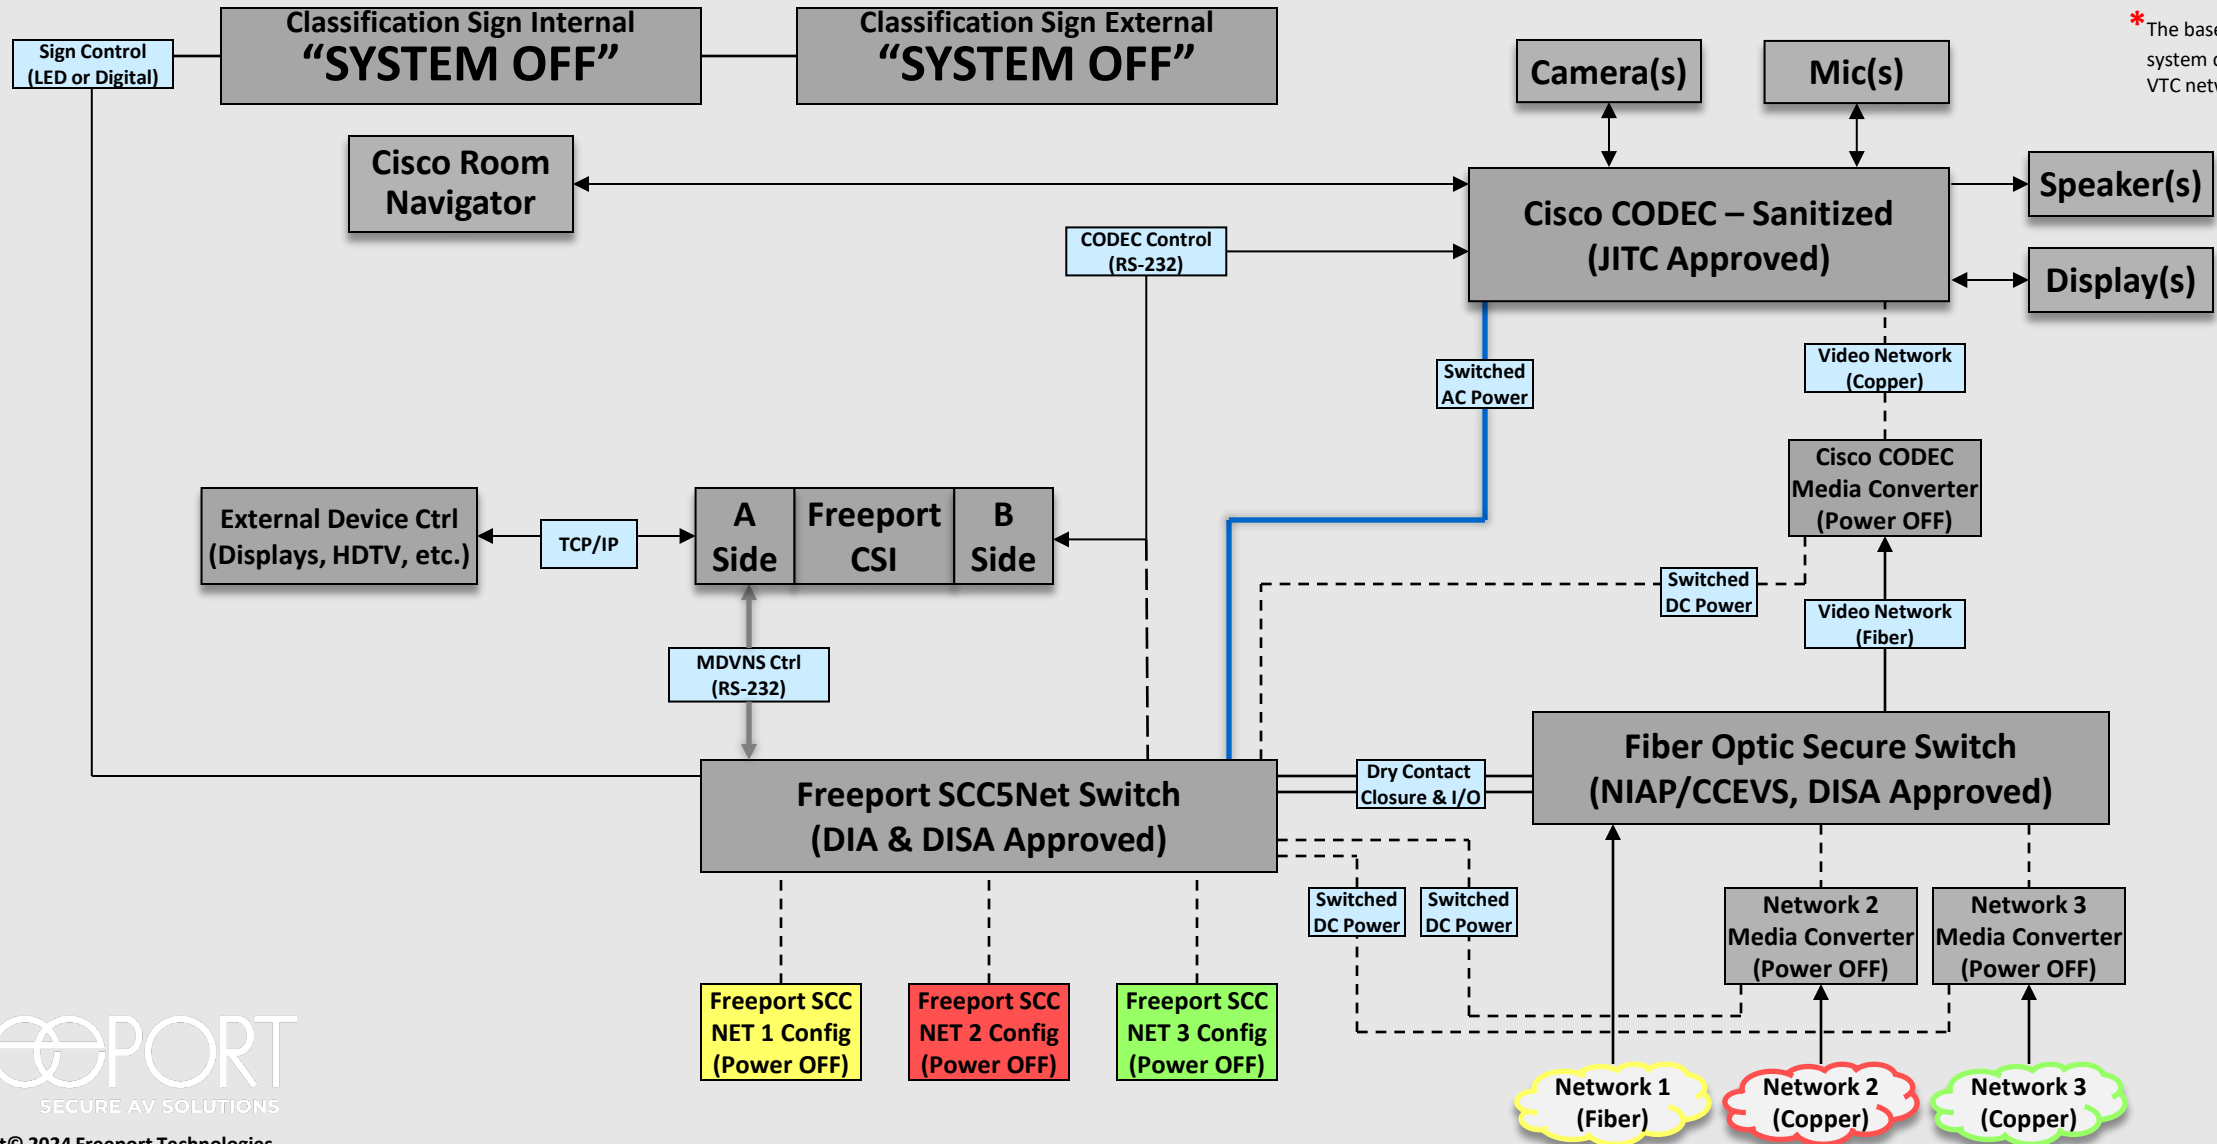 Classification Sign Internal
“SYSTEM OFF”
Classification Sign External
“SYSTEM OFF”
Sign Control
(LED or Digital)
Camera(s)
Mic(s)
*The base
system
VTC
Cisco Room
Navigator
Cisco CODEC – Sanitized
(JITC Approved)
Speaker(s)
Display(s)
CODEC Control
(RS-232)
Switched
AC Power
Video Network
(Copper)
Cisco CODEC
Media Converter
(Power OFF)
External Device Ctrl
(Displays, HDTV, etc.)
TCP/IP
A
Side
Freeport
CSI
B
Side
Switched
DC Power
Video Network
(Fiber)
MDVNS Ctrl
(RS-232)
Freeport SCC5Net Switch
(DIA & DISA Approved)
Dry Contact
Closure & I/O
Fiber Optic Secure Switch
(NIAP/CCEVS, DISA Approved)
Switched
DC Power
Switched
DC Power
Network 2
Media Converter
(Power OFF)
Network 3
Media Converter
(Power OFF)
Freeport SCC
NET 1 Config
(Power OFF)
Freeport SCC
NET 2 Config
(Power OFF)
Freeport SCC
NET 3 Config
(Power OFF)
Network 1
(Fiber)
Network 2
(Copper)
Network 3
(Copper)
eePORT
SECURE AV SOLUTIONS
t© 2024 Freeport Technologies